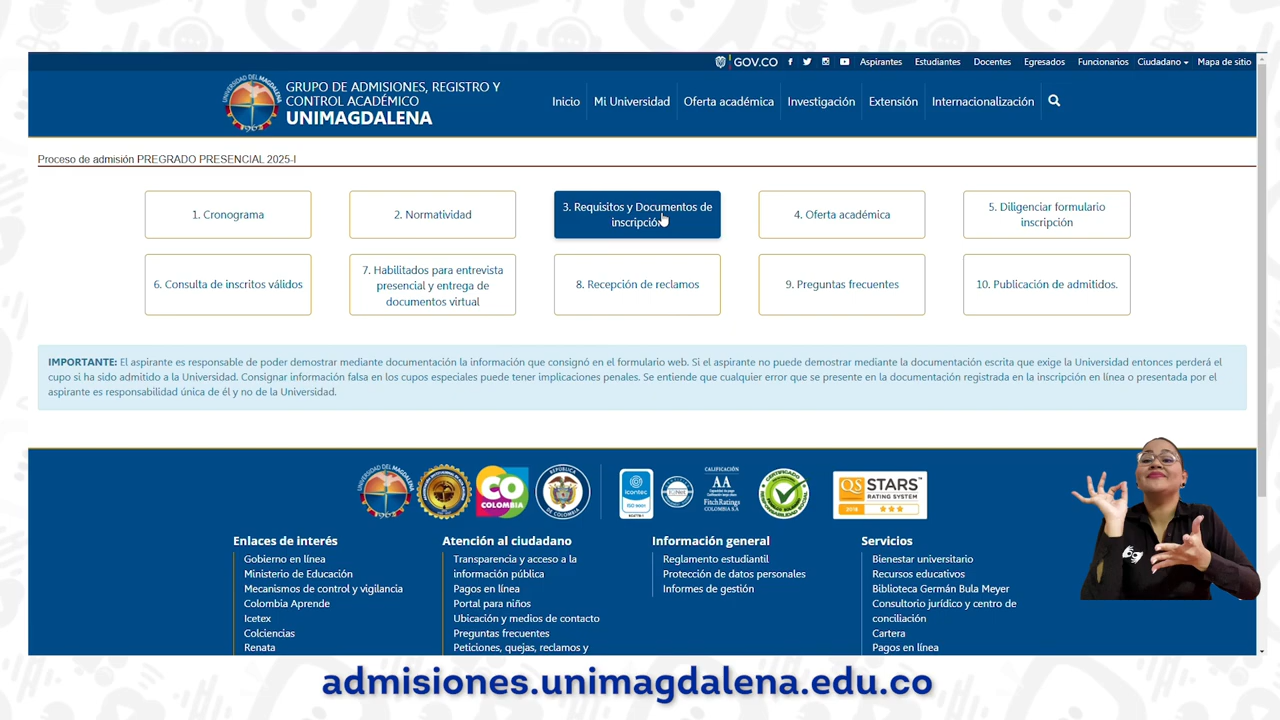 GOV.CO
Aspirantes
Estudiantes
Docentes
Egresados
Funcionarios
Ciudadano
Mapa de sitio
GRUPO DE ADMISIONES, REGISTRO Y
CONTROL ACADÉMICO
UNIMAGDALENA
Inicio
Mi Universidad
Oferta académica
Investigación
Extensión
Internacionalización
Proceso de admisión PREGRADO PRESENCIAL 2025-I
1. Cronograma
2. Normatividad
3. Requisitos y Documentos de
inscripción
4. Oferta académica
5. Diligenciar formulario
inscripción
6. Consulta de inscritos válidos
7. Habilitados para entrevista
presencial y entrega de
documentos virtual
8. Recepción de reclamos
9. Preguntas frecuentes
10. Publicación de admitidos.
IMPORTANTE: El aspirante es responsable de poder demostrar mediante documentación la información que consignó en el formulario web. Si el aspirante no puede demostrar mediante la documentación escrita que exige la Universidad entonces perderá el
cupo si ha sido admitido a la Universidad. Consignar información falsa en los cupos especiales puede tener implicaciones penales. Se entiende que cualquier error que se presente en la documentación registrada en la inscripción en línea o presentada por el
aspirante es responsabilidad única de él y no de la Universidad.
CO
COLOMBIA
icontec
ISO 9001
IQNet
CALIFICACIÓN
AA
FitchRatings
COLOMBIA S.A.
QS STARS
RATING SYSTEM
Enlaces de interés
Gobierno en línea
Ministerio de Educación
Mecanismos de control y vigilancia
Colombia Aprende
Icetex
Colciencias
Renata
Atención al ciudadano
Transparencia y acceso a la
información pública
Pagos en línea
Portal para niños
Ubicación y medios de contacto
Preguntas frecuentes
Peticiones, quejas, reclamos y
Información general
Reglamento estudiantil
Protección de datos personales
Informes de gestión
Servicios
Bienestar universitario
Recursos educativos
Biblioteca Germán Bula Meyer
Consultorio jurídico y centro de
conciliación
Cartera
Pagos en línea
admisiones.unimagdalena.edu.co